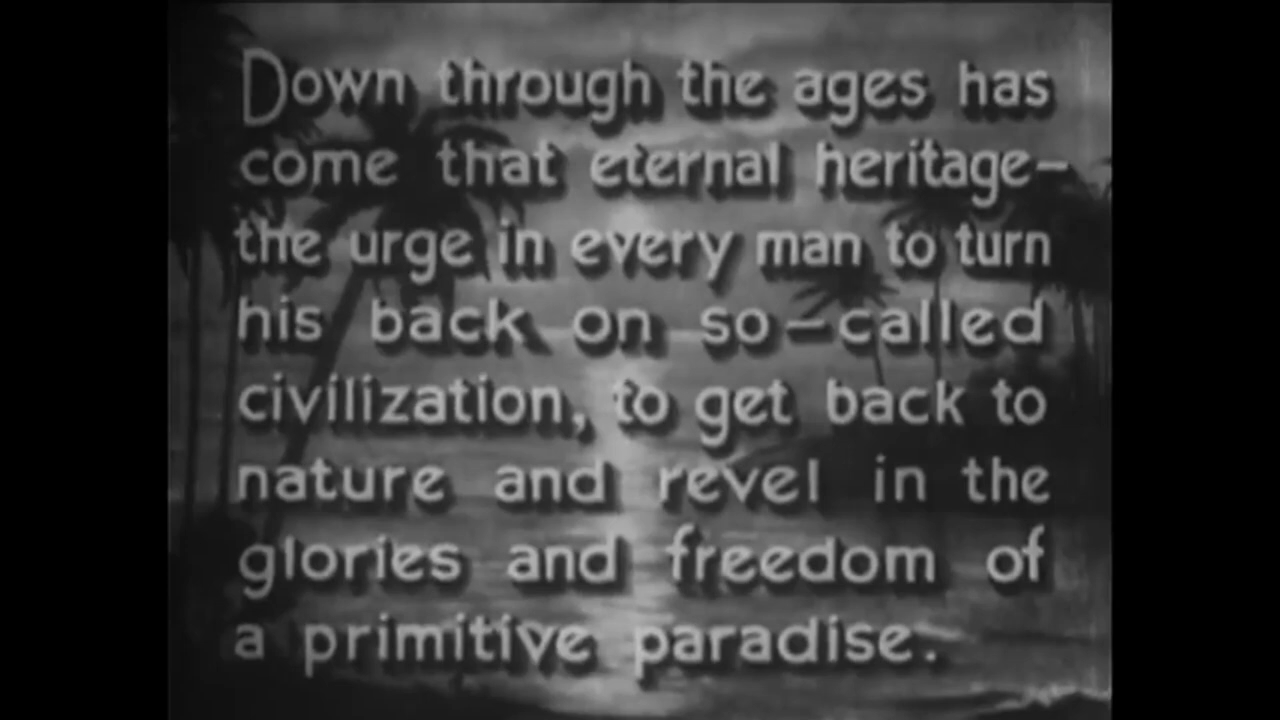 Down through the ages has
come that eternal heritage–
the urge in every man to turn
his back on so–called
civilization, to get back to
nature and revel in the
glories and freedom of
a primitive paradise.